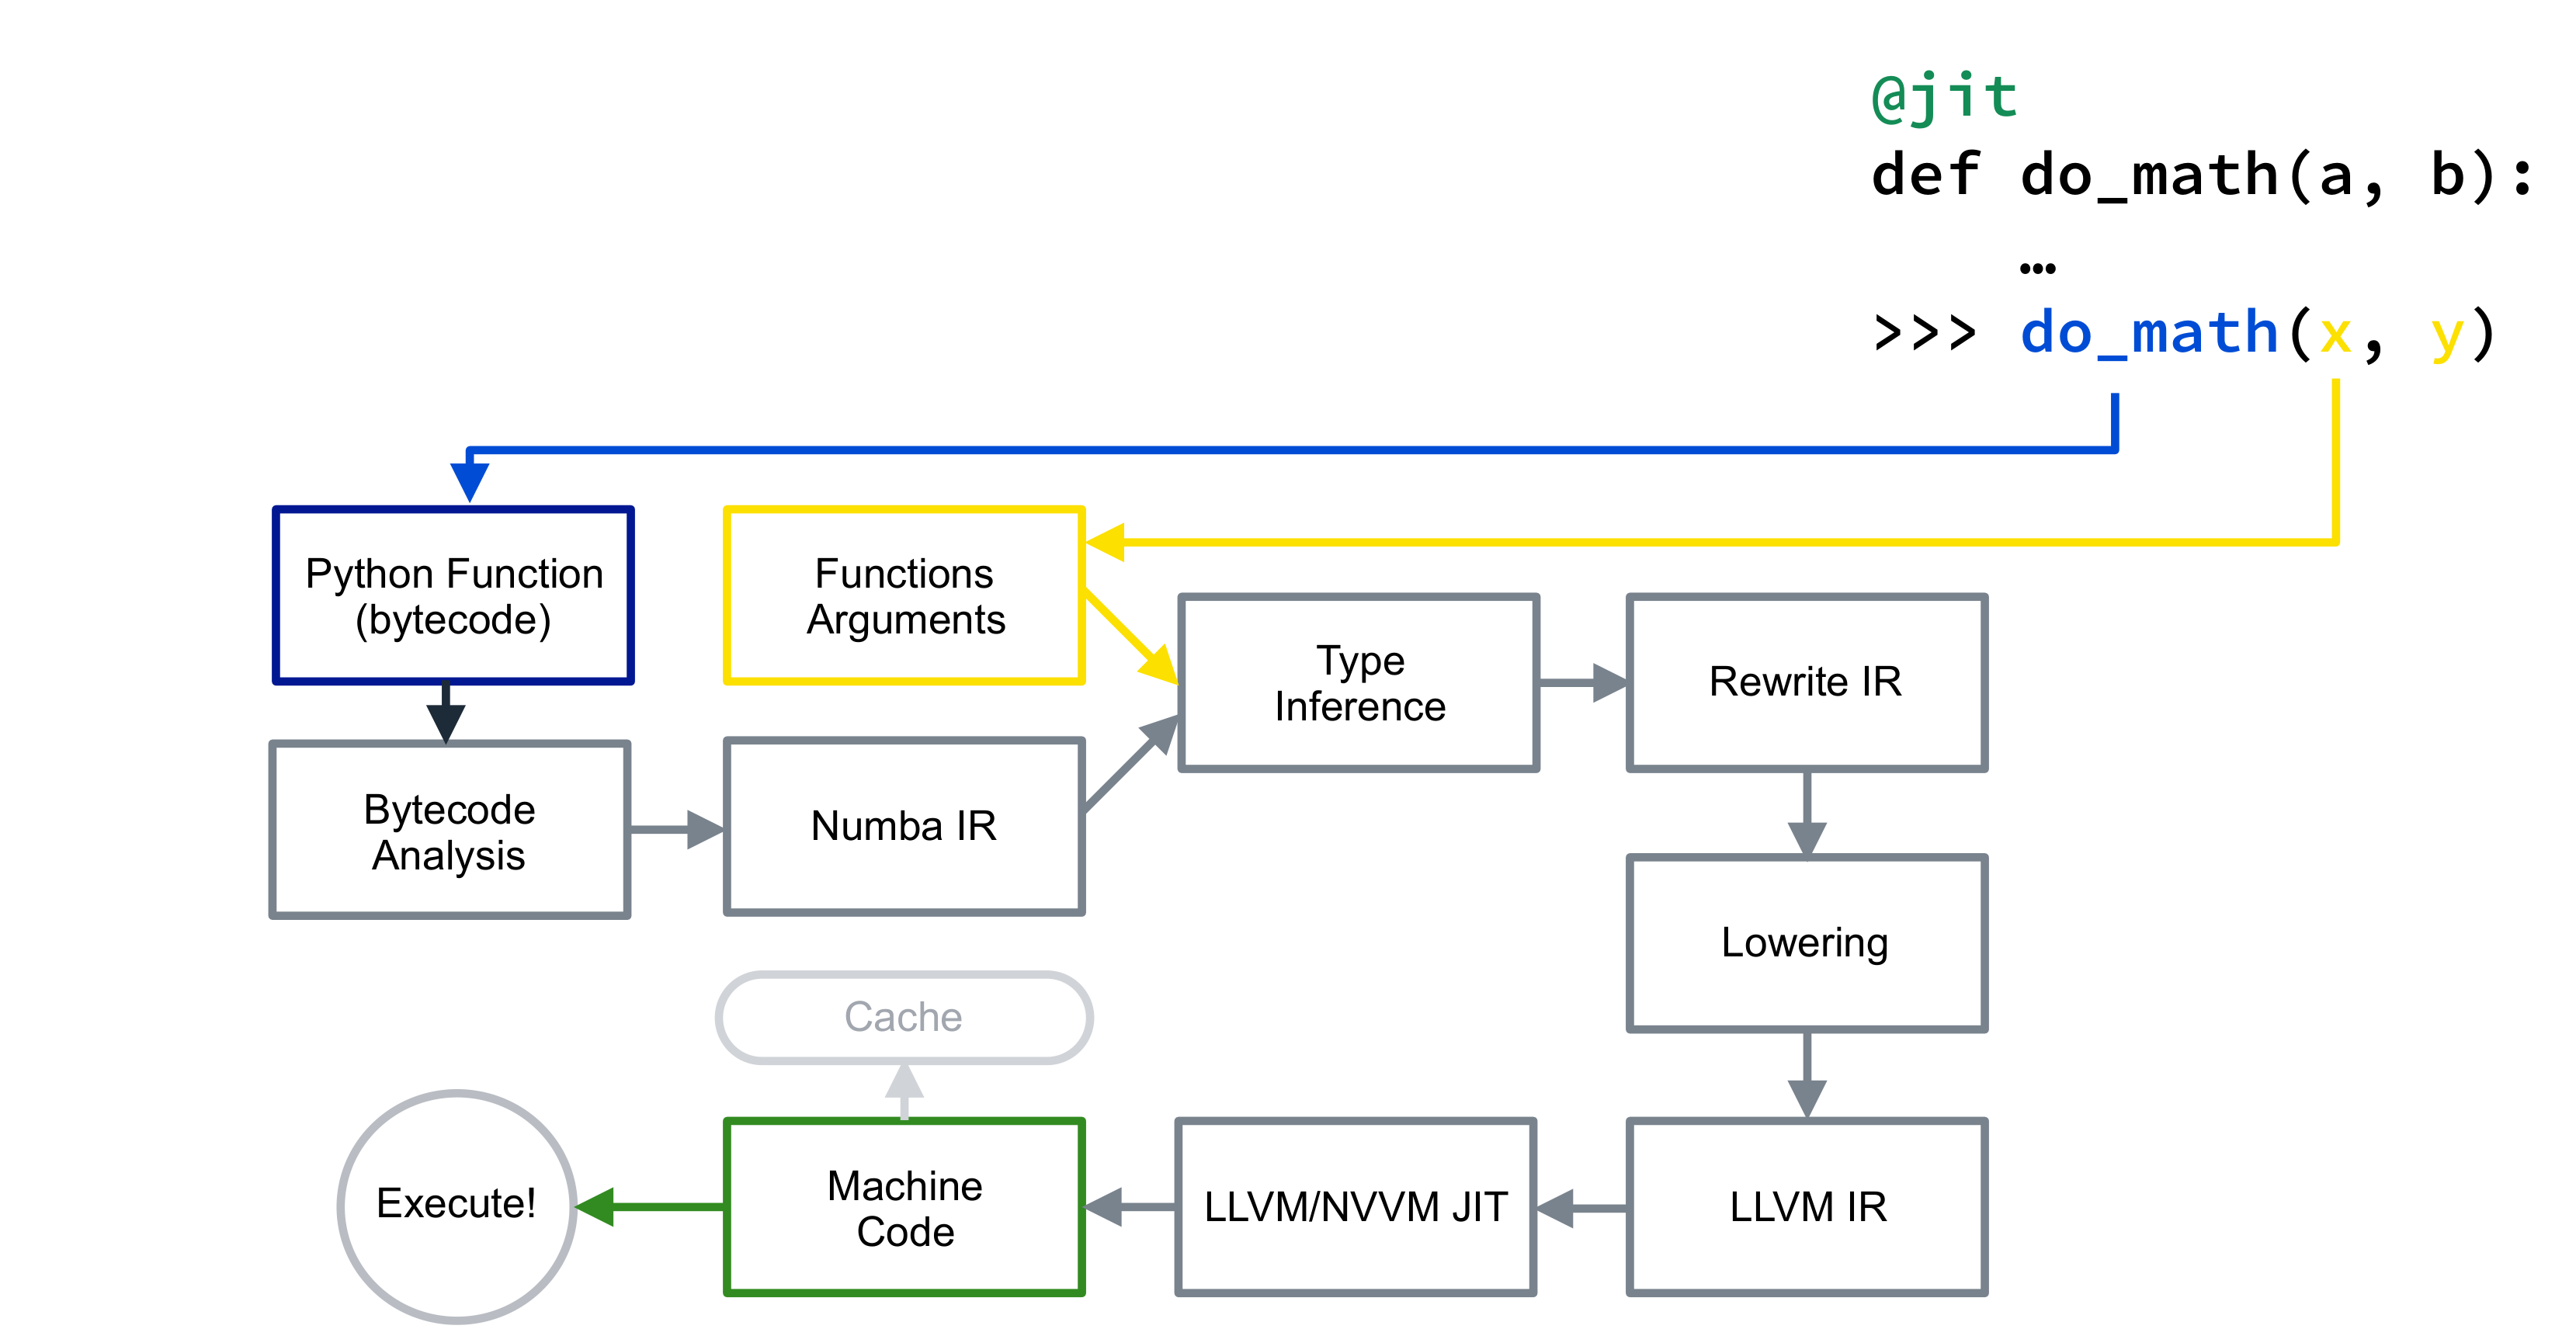 @jit
def do_math(a, b):
…
>>> do_math(x, y)
Python Function
(bytecode)
Functions
Arguments
Type
Inference
Rewrite IR
Bytecode
Analysis
Numba IR
Lowering
Cache
Execute!
Machine
Code
LLVM/NVVM JIT
LLVM IR